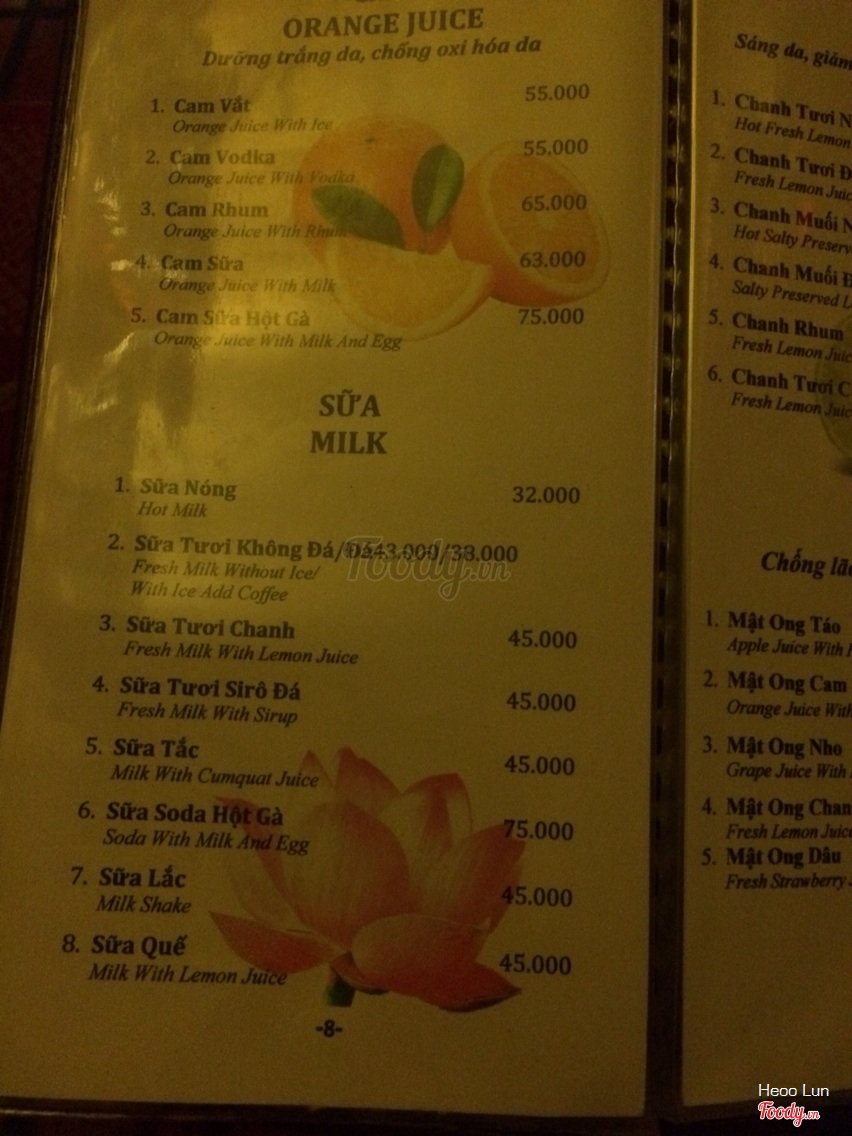 ORANGE JUICE
Dưỡng trắng da, chống oxi hóa da
1. Cam Vắt 55.000
Orange Juice With Ice
2. Cam Vodka 55.000
Orange Juice With Vodka
3. Cam Rhum 65.000
Orange Juice With Rhum
4. Cam Sữa 63.000
Orange Juice With Milk
5. Cam Sữa Hột Gà 75.000
Orange Juice With Milk And Egg
SỮA
MILK
1. Sữa Nóng 32.000
Hot Milk
2. Sữa Tươi Không Đá/Đá 43.000/38.000
Fresh Milk Without Ice/
With Ice Add Coffee
3. Sữa Tươi Chanh 45.000
Fresh Milk With Lemon Juice
4. Sữa Tươi Sirô Đá 45.000
Fresh Milk With Sirup
5. Sữa Tắc 45.000
Milk With Cumquat Juice
6. Sữa Soda Hột Gà 75.000
Soda With Milk And Egg
7. Sữa Lắc 45.000
Milk Shake
8. Sữa Quế 45.000
Milk With Lemon Juice
-8-
Foody.vn
Sáng da, giảm
1. Chanh Tươi N
Hot Fresh Lemon
2. Chanh Tươi Đ
Fresh Lemon Juic
3. Chanh Muối N
Hot Salty Preserv
4. Chanh Muối Đ
Salty Preserved L
5. Chanh Rhum
Fresh Lemon Juic
6. Chanh Tươi C
Fresh Lemon Juic
Chống lã
1. Mật Ong Táo
Apple Juice With
2. Mật Ong Cam
Orange Juice With
3. Mật Ong Nho
Grape Juice With
4. Mật Ong Chan
Fresh Lemon Juice
5. Mật Ong Dâu
Fresh Strawberry
Heoo Lun
Foody.vn